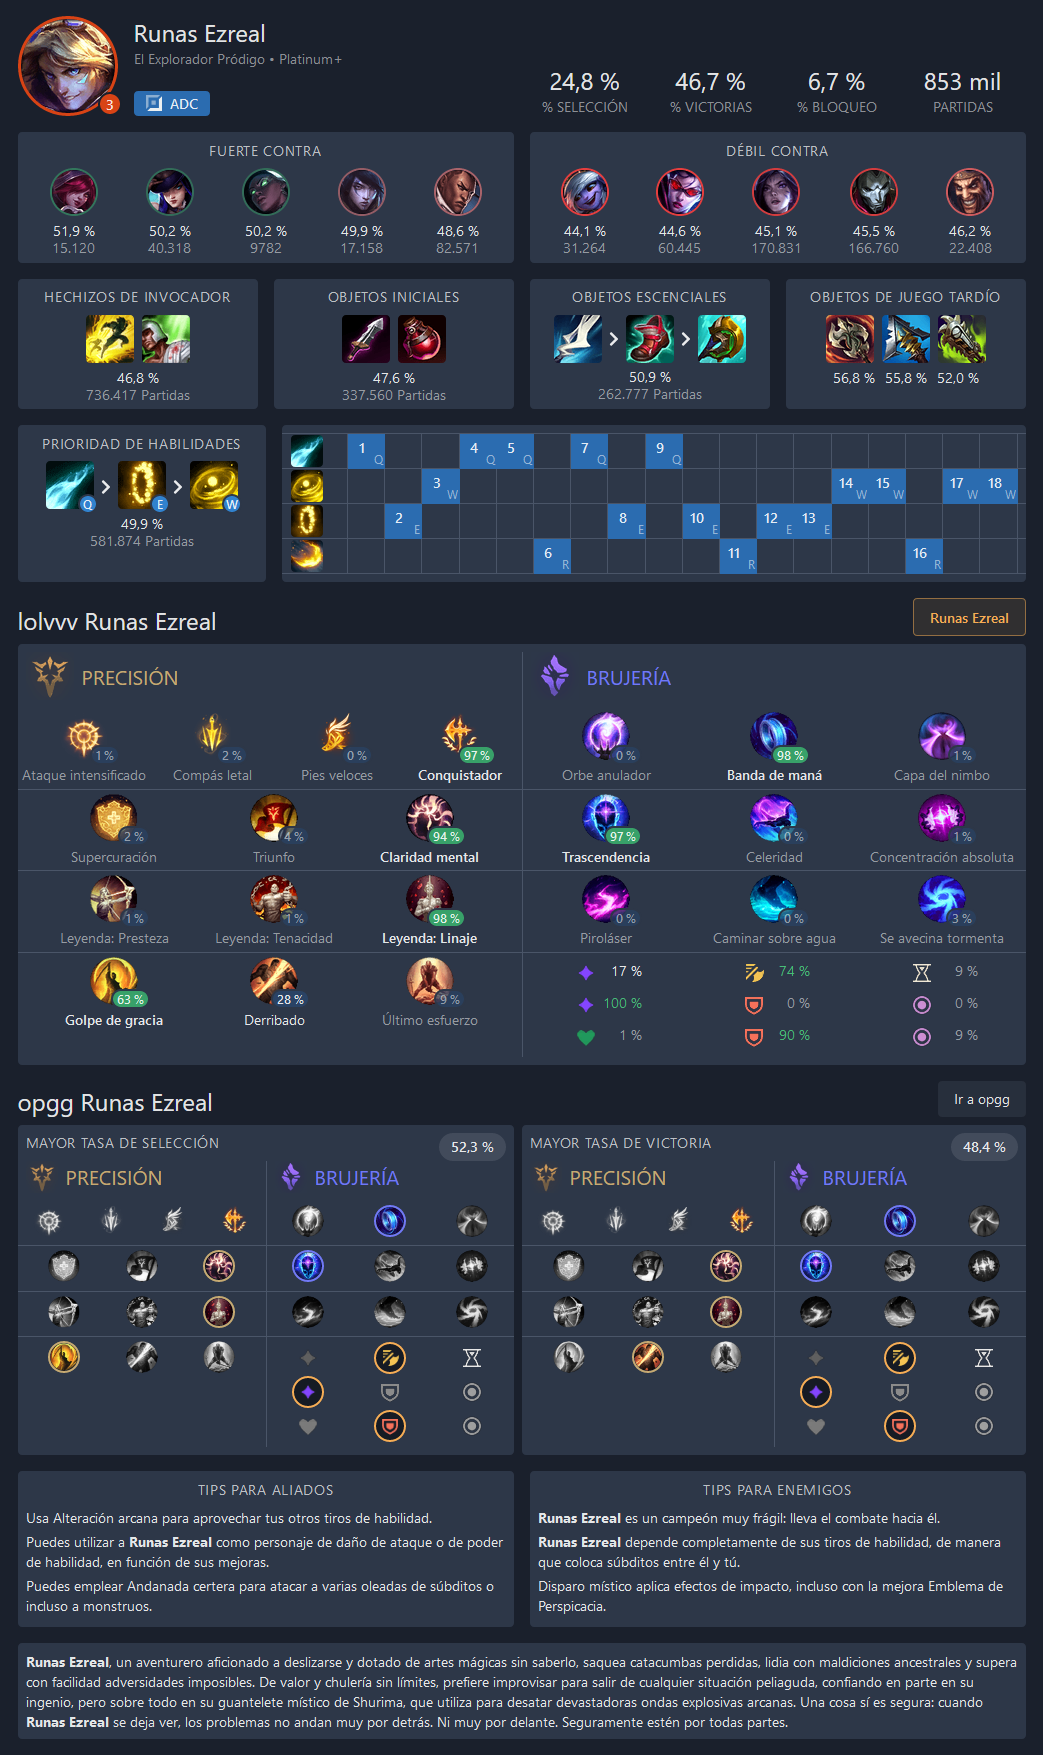 Runas Ezreal
El Explorador Pródigo • Platinum+
3
ADC
24,8 % 46,7 % 6,7 % 853 mil
% SELECCIÓN % VICTORIAS % BLOQUEO PARTIDAS
FUERTE CONTRA
51,9 % 50,2 % 50,2 % 49,9 % 48,6 %
15.120 40.318 9782 17.158 82.571
DÉBIL CONTRA
44,1 % 44,6 % 45,1 % 45,5 % 46,2 %
31.264 60.445 170.831 166.760 22.408
HECHIZOS DE INVOCADOR
46,8 %
736.417 Partidas
OBJETOS INICIALES
47,6 %
337.560 Partidas
OBJETOS ESCENCIALES
50,9 %
262.777 Partidas
OBJETOS DE JUEGO TARDÍO
56,8 % 55,8 % 52,0 %
PRIORIDAD DE HABILIDADES
Q E W
49,9 %
581.874 Partidas
1 Q 4 Q 5 Q 7 Q 9 Q
3 W 14 W 15 W 17 W 18 W
2 E 8 E 10 E 12 E 13 E
6 R 11 R 16 R
lolvvv Runas Ezreal
Runas Ezreal
PRECISIÓN
1 % 2 % 0 % 97 %
Ataque intensificado Compás letal Pies veloces Conquistador
2 % 4 % 94 %
Supercuración Triunfo Claridad mental
1 % 1 % 98 %
Leyenda: Presteza Leyenda: Tenacidad Leyenda: Linaje
63 % 28 % 9 %
Golpe de gracia Derribado Último esfuerzo
BRUJERÍA
0 % 98 % 1 %
Orbe anulador Banda de maná Capa del nimbo
97 % 0 % 1 %
Trascendencia Celeridad Concentración absoluta
0 % 0 % 3 %
Piroláser Caminar sobre agua Se avecina tormenta
17 % 74 % 9 %
100 % 0 % 0 %
1 % 90 % 9 %
opgg Runas Ezreal
Ir a opgg
MAYOR TASA DE SELECCIÓN
52,3 %
PRECISIÓN BRUJERÍA
MAYOR TASA DE VICTORIA
48,4 %
PRECISIÓN BRUJERÍA
TIPS PARA ALIADOS
Usa Alteración arcana para aprovechar tus otros tiros de habilidad.
Puedes utilizar a Runas Ezreal como personaje de daño de ataque o de poder
de habilidad, en función de sus mejoras.
Puedes emplear Andanada certera para atacar a varias oleadas de súbditos o
incluso a monstruos.
TIPS PARA ENEMIGOS
Runas Ezreal es un campeón muy frágil: lleva el combate hacia él.
Runas Ezreal depende completamente de sus tiros de habilidad, de manera
que coloca súbditos entre él y tú.
Disparo místico aplica efectos de impacto, incluso con la mejora Emblema de
Perspicacia.
Runas Ezreal, un aventurero aficionado a deslizarse y dotado de artes mágicas sin saberlo, saquea catacumbas perdidas, lidia con maldiciones ancestrales y supera
con facilidad adversidades imposibles. De valor y chulería sin límites, prefiere improvisar para salir de cualquier situación peliaguda, confiando en parte en su
ingenio, pero sobre todo en su guantelete místico de Shurima, que utiliza para desatar devastadoras ondas explosivas arcanas. Una cosa sí es segura: cuando
Runas Ezreal se deja ver, los problemas no andan muy por detrás. Ni muy por delante. Seguramente estén por todas partes.